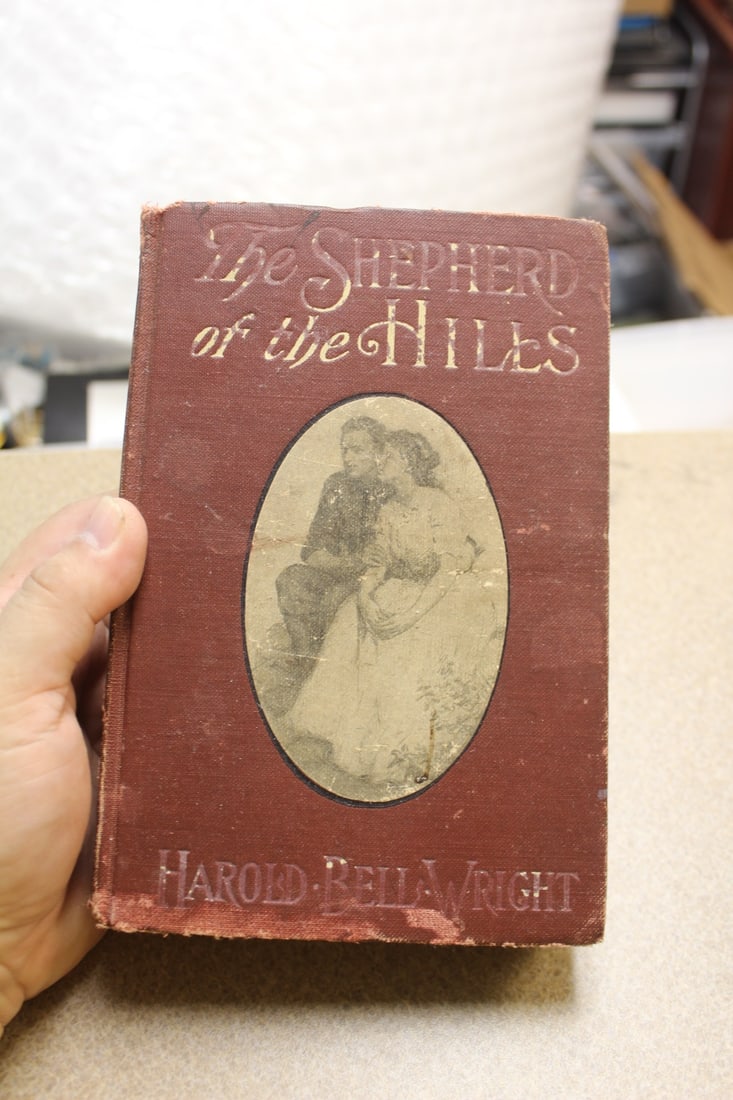 The SHEPHERD
of the HILLS
HAROLD·BELL·WRIGHT